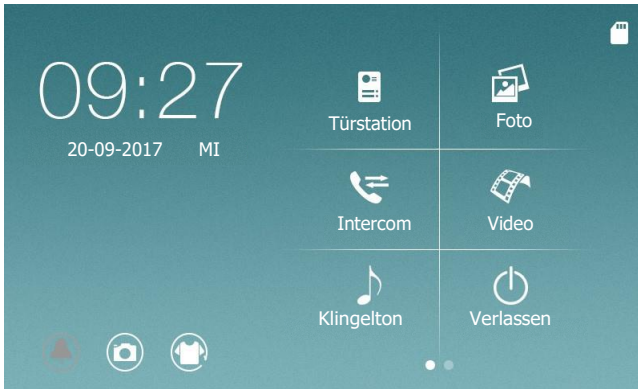 09:27
20-09-2017 MI
Türstation
Foto
Intercom
Video
Klingelton
Verlassen